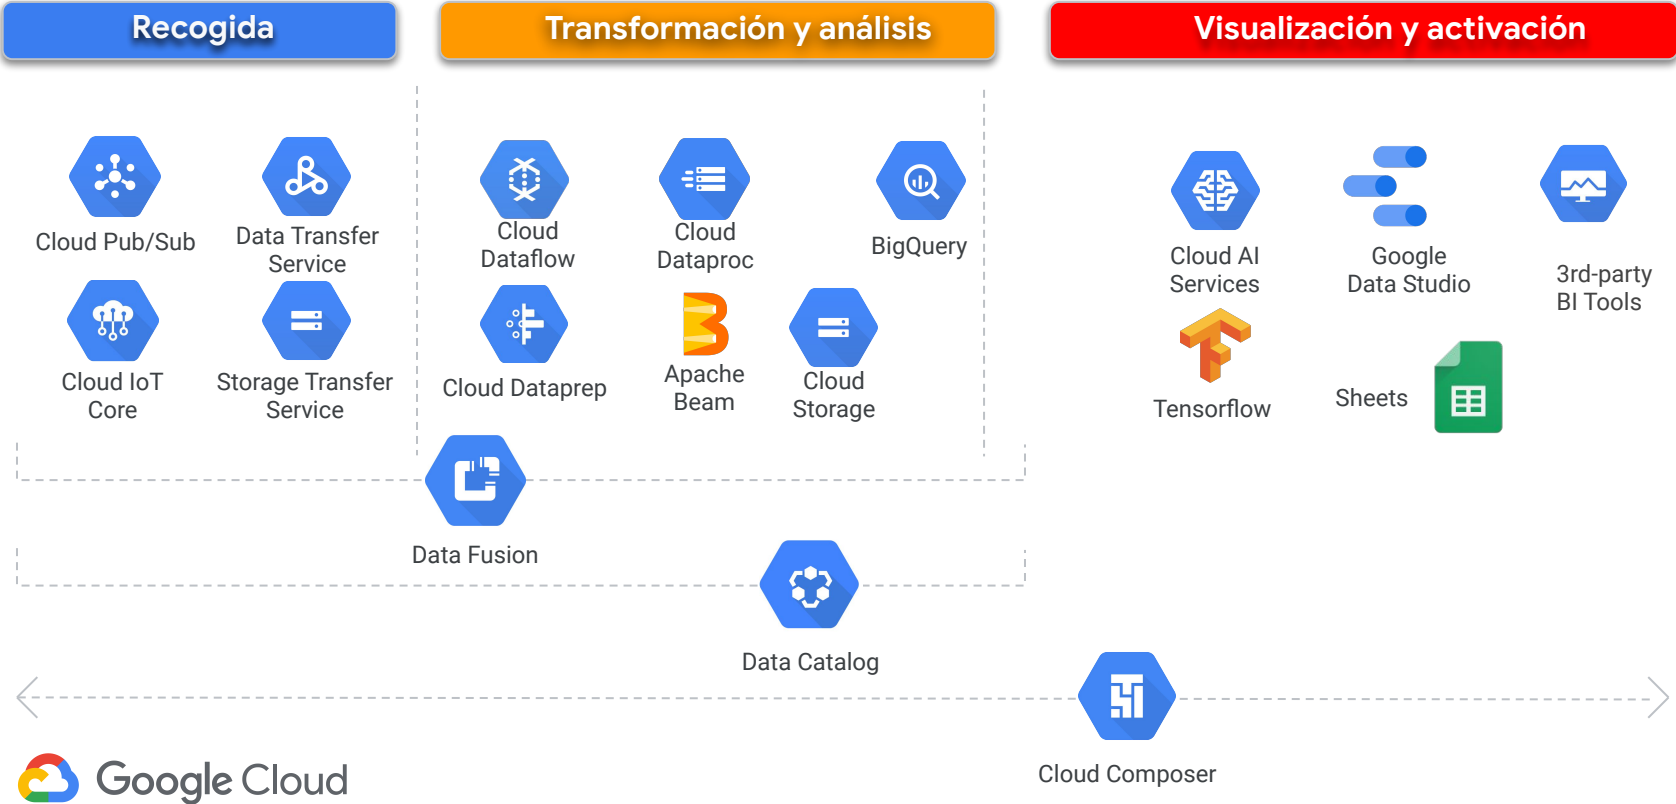 Recogida
Transformación y análisis
Visualización y activación
Cloud Pub/Sub
Data Transfer
Service
Cloud
Dataflow
Cloud
Dataproc
BigQuery
Cloud AI
Services
Google
Data Studio
3rd-party
BI Tools
Cloud IoT
Core
Storage Transfer
Service
Cloud Dataprep
Apache
Beam
Cloud
Storage
Tensorflow
Sheets
Data Fusion
Data Catalog
Cloud Composer
Google Cloud